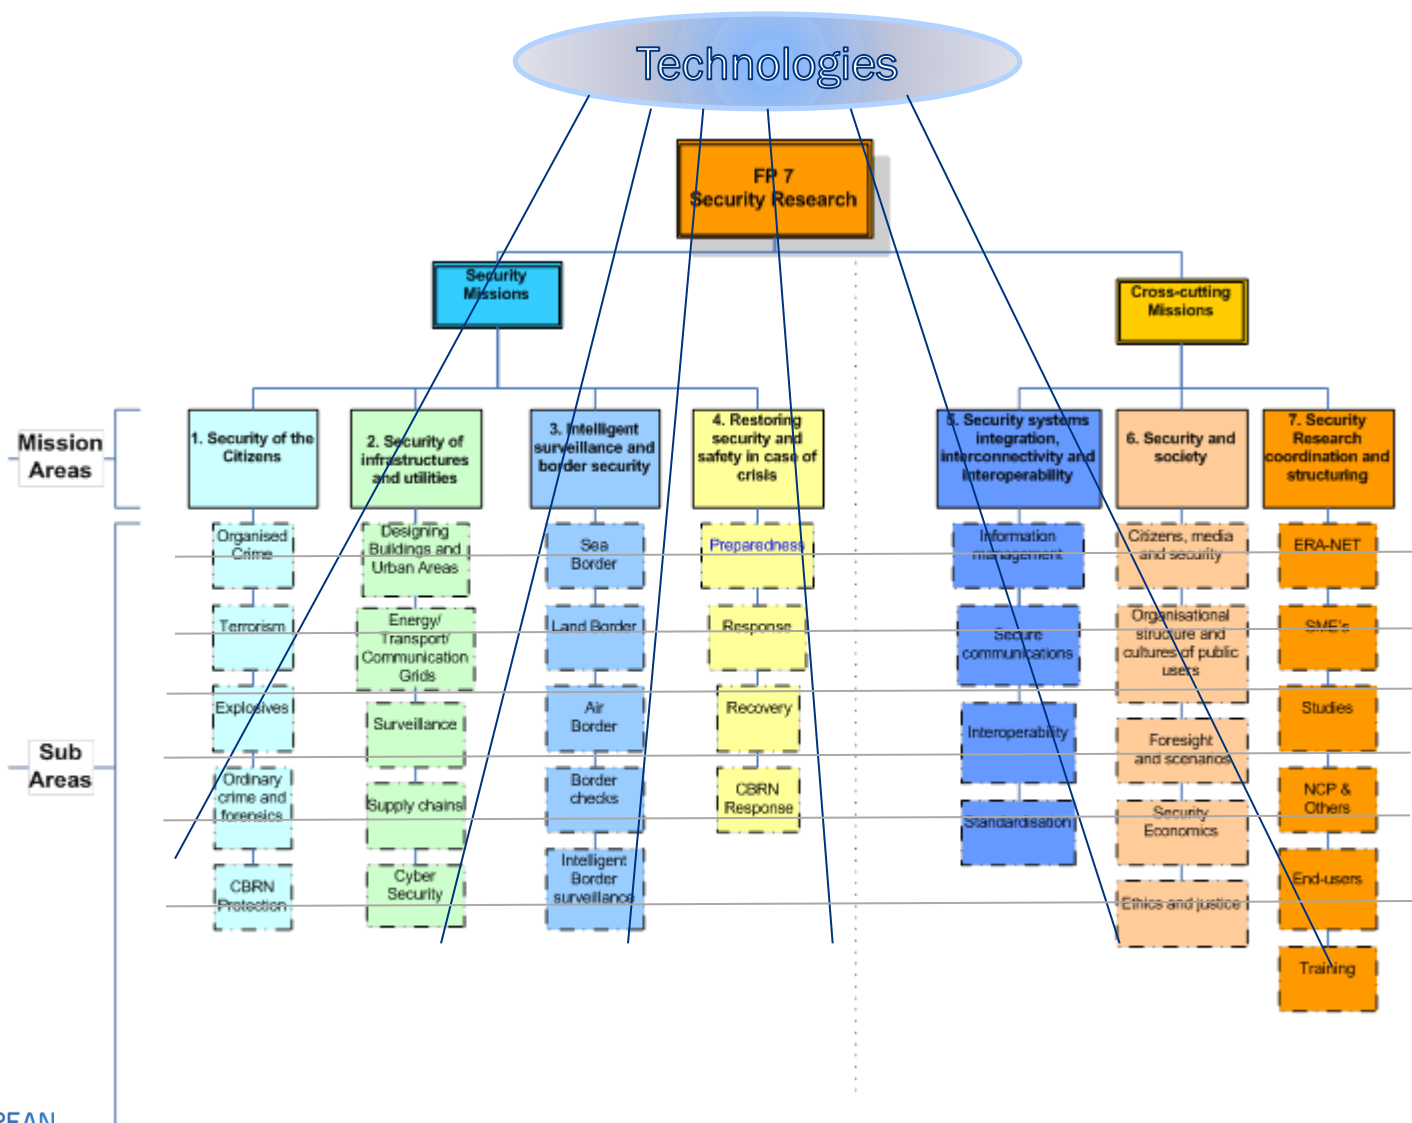 Technologies
FP 7
Security Research
Security
Missions
Cross-cutting
Missions
Mission
Areas
1. Security of the
Citizens
2. Security of
infrastructures
and utilities
3. Intelligent
surveillance and
border security
4. Restoring
security and
safety in case of
crisis
5. Security systems
integration,
interconnectivity and
interoperability
6. Security and
society
7. Security
Research
coordination and
structuring
Sub
Areas
Organised
Crime
Terrorism
Explosives
Ordinary
crime and
forensics
CBRN
Protection
Designing
Buildings and
Urban Areas
Energy/
Transport/
Communication
Grids
Surveillance
Supply chains
Cyber
Security
Sea
Border
Land Border
Air
Border
Border
checks
Intelligent
Border
surveillance
Preparedness
Response
Recovery
CBRN
Response
Information
management
Secure
communications
Interoperability
Standardisation
Citizens, media
and security
Organisational
structure and
cultures of public
users
Foresight
and scenarios
Security
Economics
Ethics and justice
ERA-NET
SME's
Studies
NCP &
Others
End-users
Training